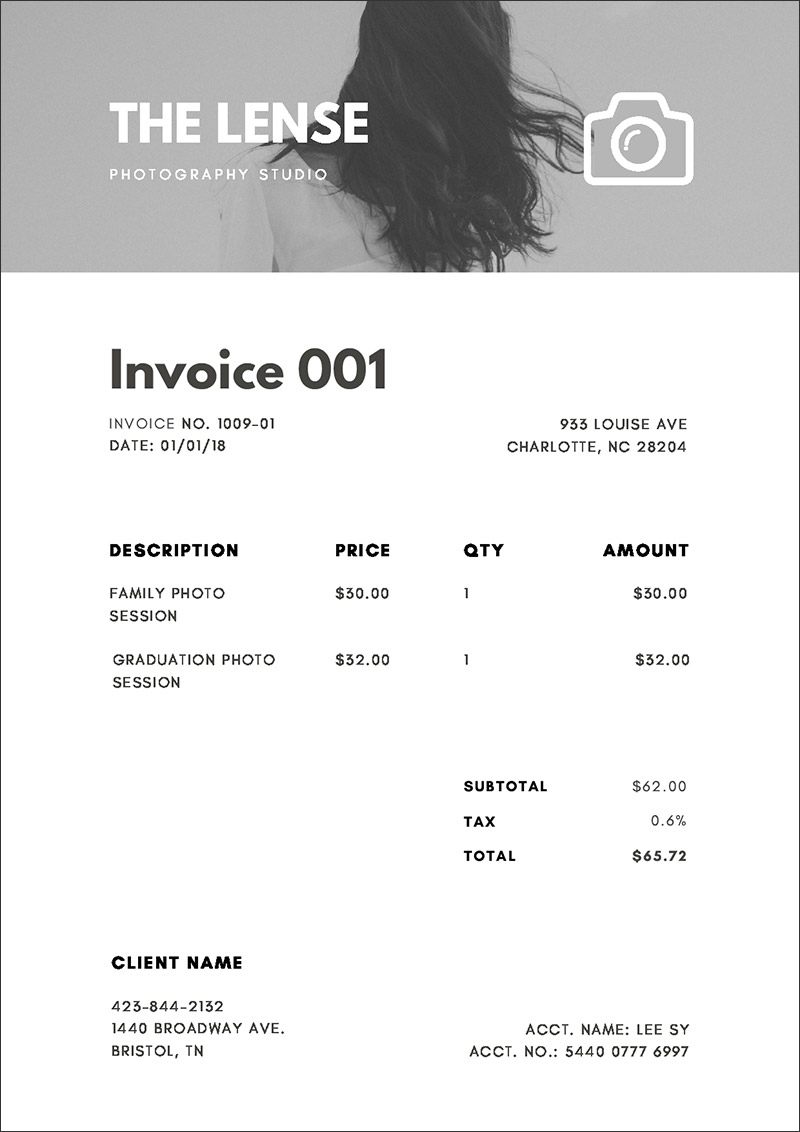 THE LENSE
PHOTOGRAPHY STUDIO
Invoice 001
INVOICE NO. 1009-01
DATE: 01/01/18
933 LOUISE AVE
CHARLOTTE, NC 28204
DESCRIPTION PRICE QTY AMOUNT
FAMILY PHOTO $30.00 1 $30.00
SESSION
GRADUATION PHOTO $32.00 1 $32.00
SESSION
SUBTOTAL $62.00
TAX 0.6%
TOTAL $65.72
CLIENT NAME
423-844-2132
1440 BROADWAY AVE.
BRISTOL, TN
ACCT. NAME: LEE SY
ACCT. NO.: 5440 0777 6997